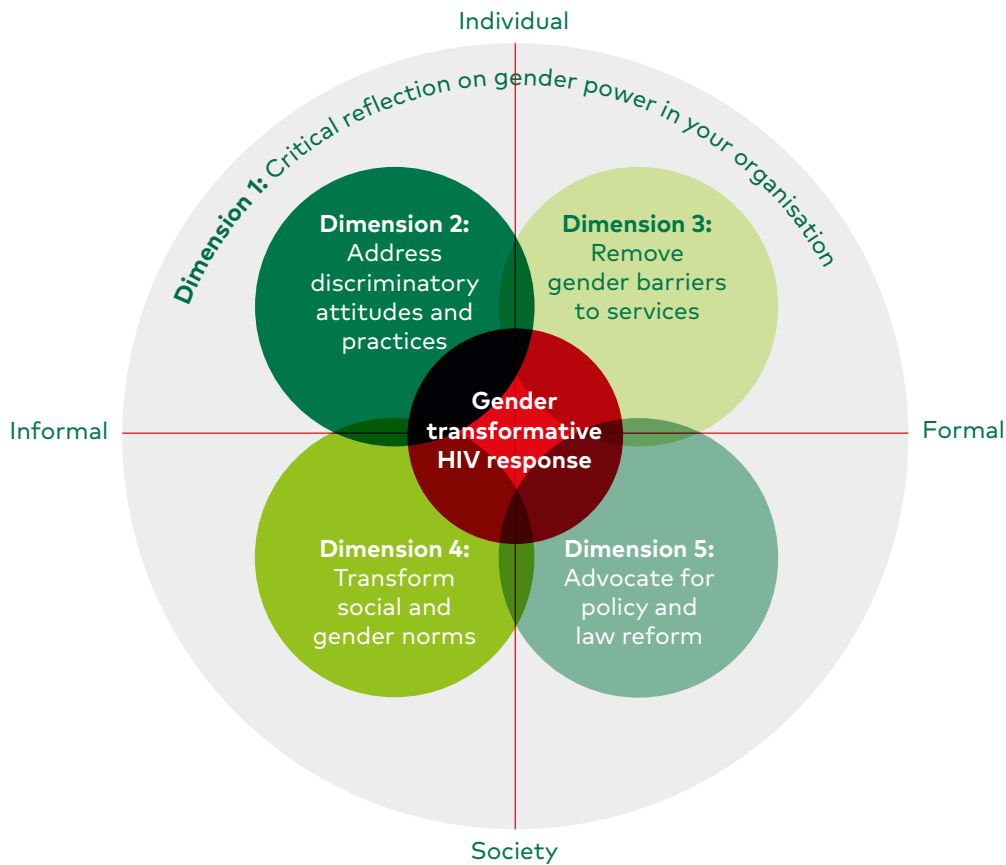 Individual
Dimension 1: Critical reflection on gender power in your organisation
Dimension 2:
Address
discriminatory
attitudes and
practices
Dimension 3:
Remove
gender barriers
to services
Informal
Gender
transformative
HIV response
Formal
Dimension 4:
Transform
social and
gender norms
Dimension 5:
Advocate for
policy and
law reform
Society